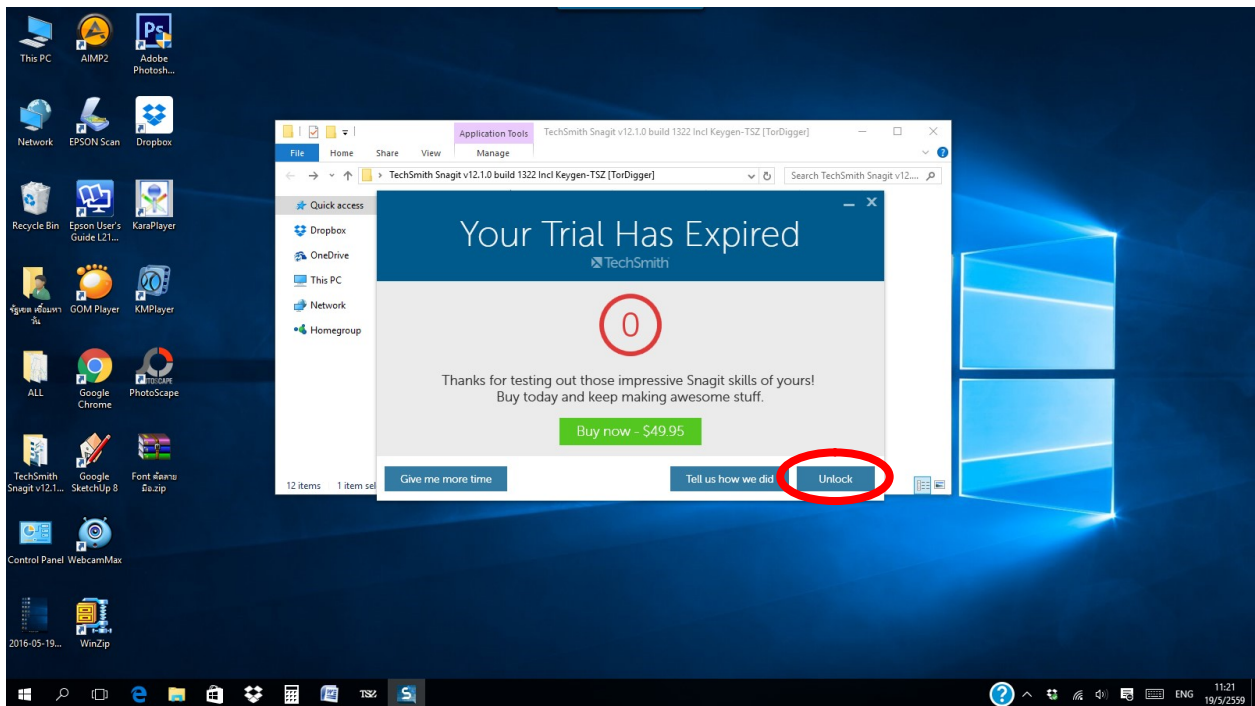 This PC
AIMP2
Adobe
Photosh...
Ps
Network
EPSON Scan
Dropbox
Recycle Bin
Epson User's
Guide L21...
KaraPlayer
GOM Player
KMPlayer
ALL
Google
Chrome
PhotoScape
TechSmith
Snagit v12.1...
Google
SketchUp 8
Font ตัดลาย
มือ.zip
Control Panel
WebcamMax
2016-05-19...
WinZip
Application Tools
TechSmith Snagit v12.1.0 build 1322 Incl Keygen-TSZ [TorDigger]
File
Home
Share
View
Manage
TechSmith Snagit v12.1.0 build 1322 Incl Keygen-TSZ [TorDigger]
Search TechSmith Snagit v12....
Quick access
Dropbox
OneDrive
This PC
Network
Homegroup
12 items
1 item sel
Your Trial Has Expired
TechSmith
0
Thanks for testing out those impressive Snagit skills of yours!
Buy today and keep making awesome stuff.
Buy now - $49.95
Give me more time
Tell us how we did
Unlock
TSZ
ENG
11:21
19/5/2559